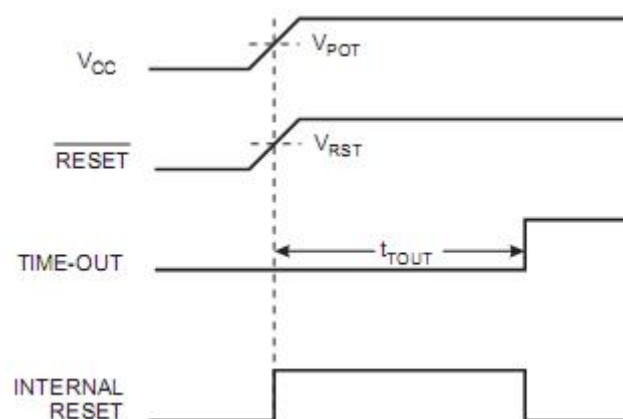 VCC
VPOT
RESET
VRST
TIME-OUT
tTOUT
INTERNAL
RESET